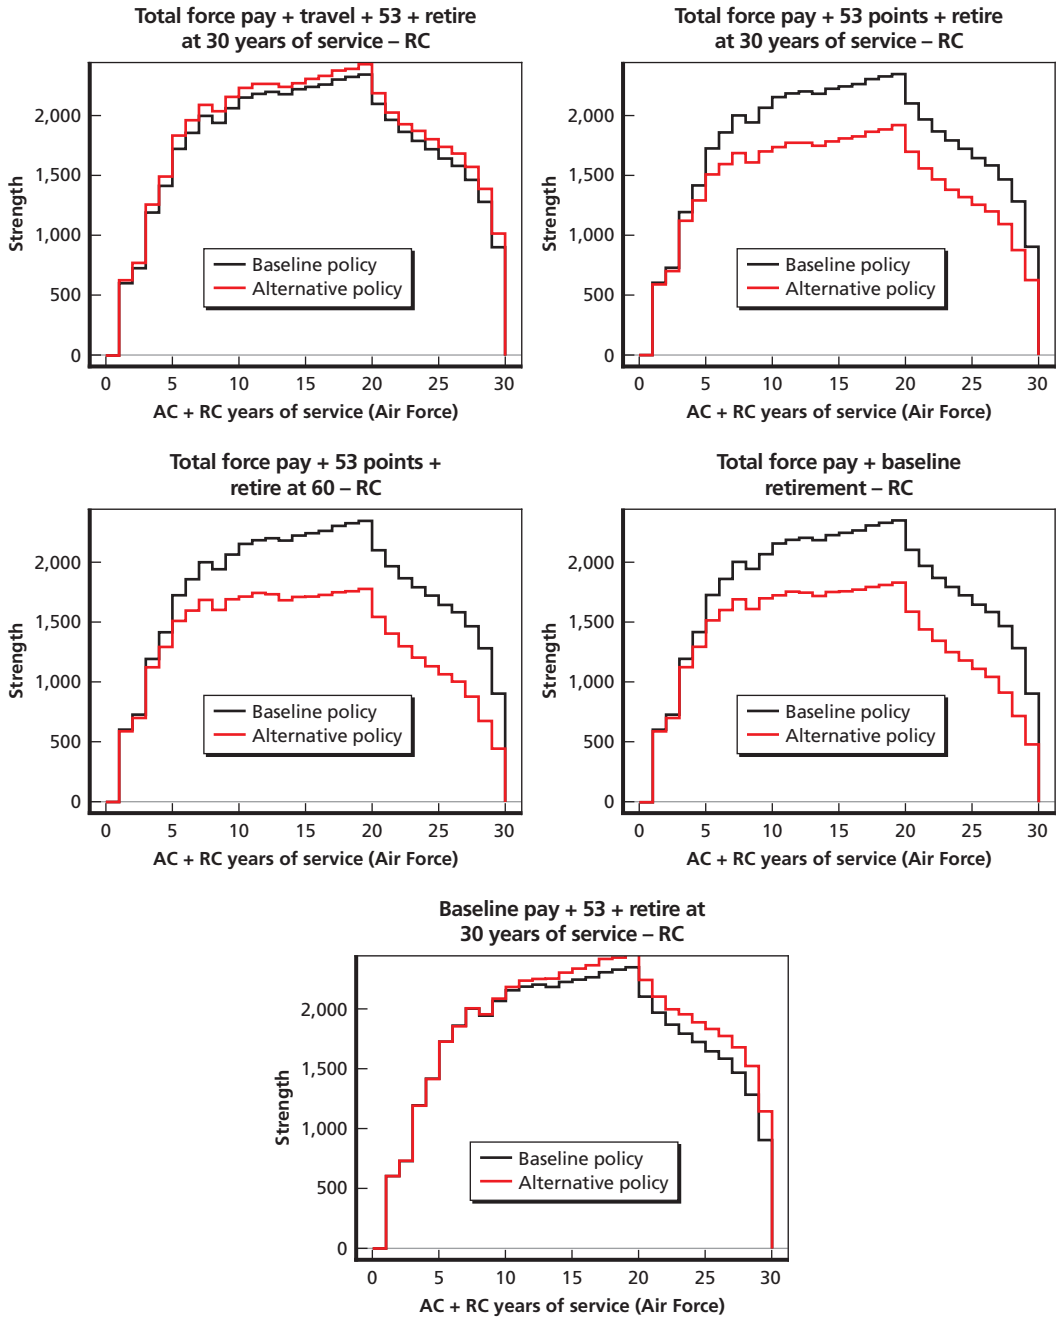 Total force pay + travel + 53 + retire
at 30 years of service – RC
2,000
1,500
1,000
500
0
Strength
Baseline policy
Alternative policy
0 5 10 15 20 25 30
AC + RC years of service (Air Force)
Total force pay + 53 points + retire
at 30 years of service – RC
2,000
1,500
1,000
500
0
Strength
Baseline policy
Alternative policy
0 5 10 15 20 25 30
AC + RC years of service (Air Force)
Total force pay + 53 points +
retire at 60 – RC
2,000
1,500
1,000
500
0
Strength
Baseline policy
Alternative policy
0 5 10 15 20 25 30
AC + RC years of service (Air Force)
Total force pay + baseline
retirement – RC
2,000
1,500
1,000
500
0
Strength
Baseline policy
Alternative policy
0 5 10 15 20 25 30
AC + RC years of service (Air Force)
Baseline pay + 53 + retire at
30 years of service – RC
2,000
1,500
1,000
500
0
Strength
Baseline policy
Alternative policy
0 5 10 15 20 25 30
AC + RC years of service (Air Force)